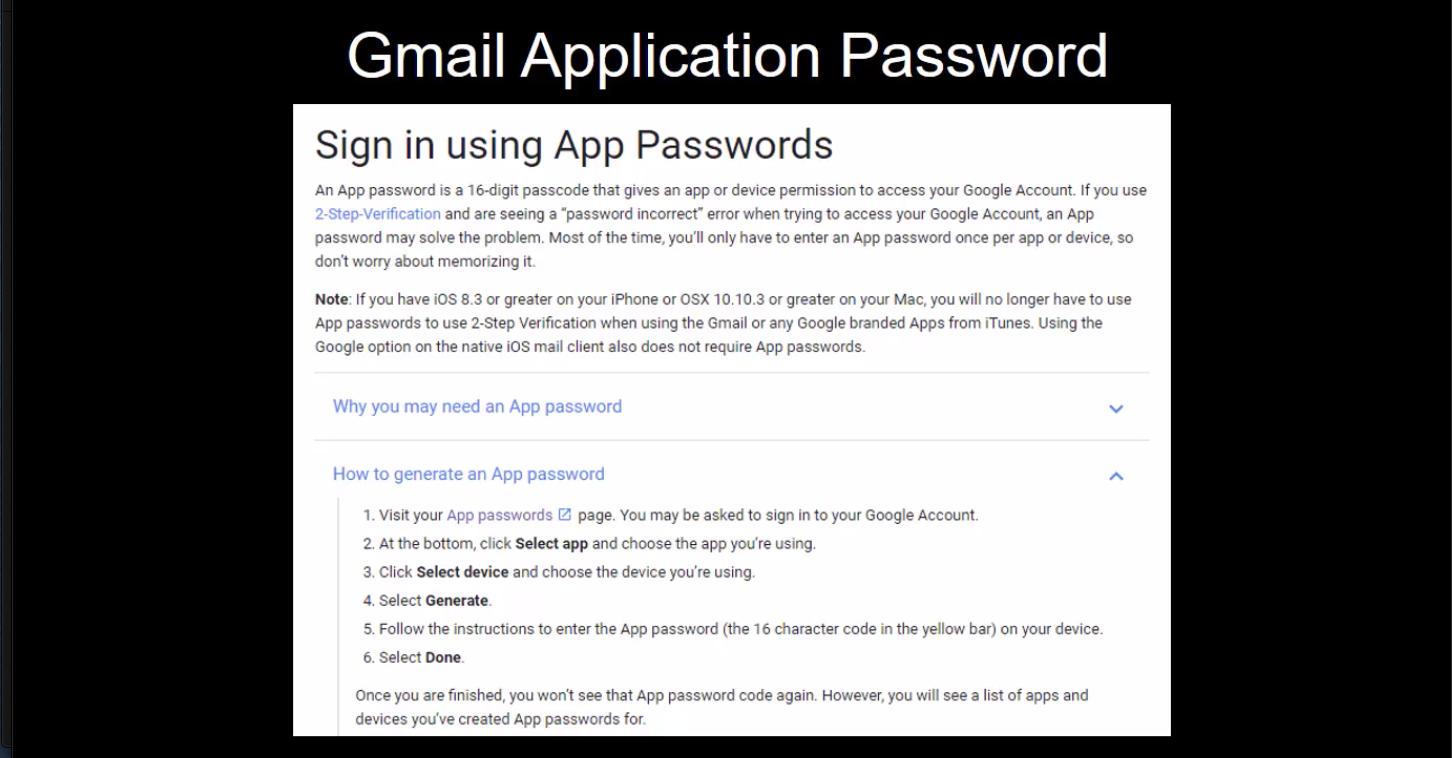 Gmail Application Password
Sign in using App Passwords
An App password is a 16-digit passcode that gives an app or device permission to access your Google Account. If you use
2-Step-Verification and are seeing a “password incorrect” error when trying to access your Google Account, an App
password may solve the problem. Most of the time, you’ll only have to enter an App password once per app or device, so
don’t worry about memorizing it.
Note: If you have iOS 8.3 or greater on your iPhone or OSX 10.10.3 or greater on your Mac, you will no longer have to use
App passwords to use 2-Step Verification when using the Gmail or any Google branded Apps from iTunes. Using the
Google option on the native iOS mail client also does not require App passwords.
Why you may need an App password
How to generate an App password
1. Visit your App passwords page. You may be asked to sign in to your Google Account.
2. At the bottom, click Select app and choose the app you’re using.
3. Click Select device and choose the device you’re using.
4. Select Generate.
5. Follow the instructions to enter the App password (the 16 character code in the yellow bar) on your device.
6. Select Done.
Once you are finished, you won’t see that App password code again. However, you will see a list of apps and
devices you’ve created App passwords for.